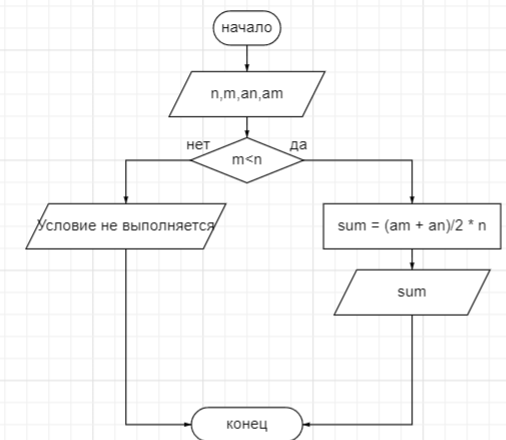 начало
n,m,an,am
нет
да
m<n
Условие не выполняется
sum = (am + an)/2 * n
sum
конец